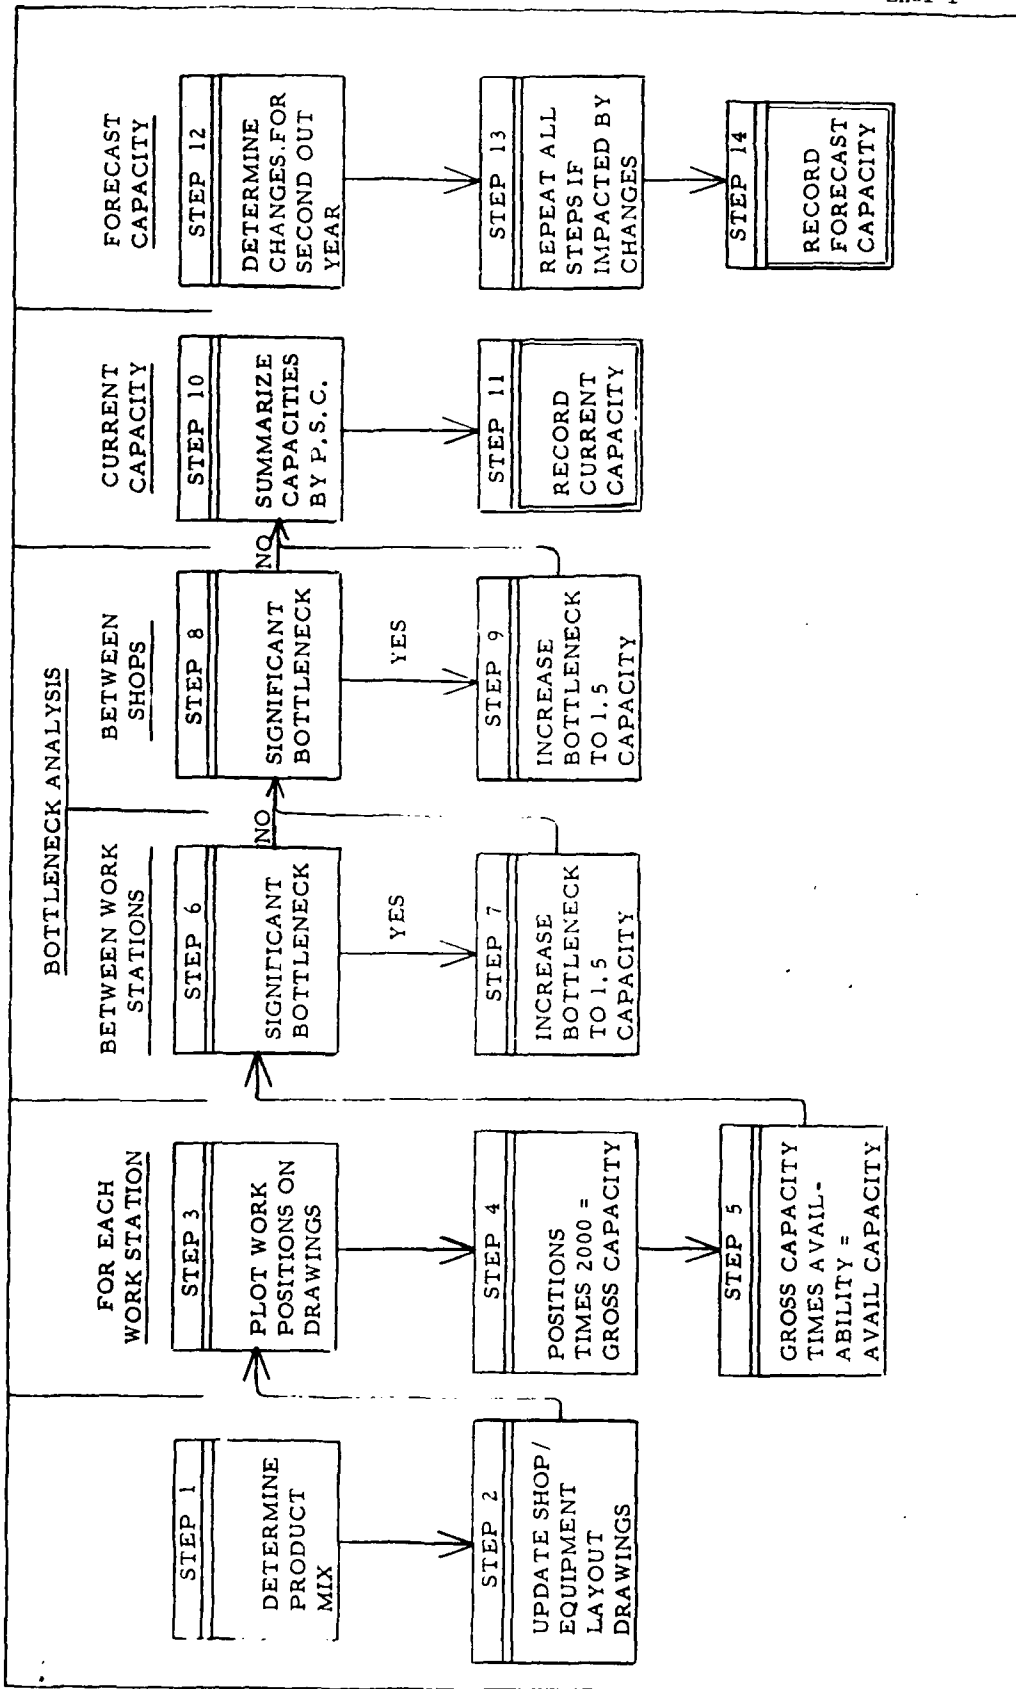 STEP 1
DETERMINE
PRODUCT
MIX
STEP 2
UPDATE SHOP/
EQUIPMENT
LAYOUT
DRAWINGS
FOR EACH
WORK STATION
STEP 3
PLOT WORK
POSITIONS ON
DRAWINGS
STEP 4
POSITIONS
TIMES 2000 =
GROSS CAPACITY
STEP 5
GROSS CAPACITY
TIMES AVAIL-
ABILITY =
AVAIL CAPACITY
BOTTLENECK ANALYSIS
BETWEEN WORK
STATIONS
STEP 6
SIGNIFICANT
BOTTLENECK
NO
YES
STEP 7
INCREASE
BOTTLENECK
TO 1.5
CAPACITY
BETWEEN
SHOPS
STEP 8
SIGNIFICANT
BOTTLENECK
NO
YES
STEP 9
INCREASE
BOTTLENECK
TO 1.5
CAPACITY
CURRENT
CAPACITY
STEP 10
SUMMARIZE
CAPACITIES
BY P.S.C.
STEP 11
RECORD
CURRENT
CAPACITY
FORECAST
CAPACITY
STEP 12
DETERMINE
CHANGES.FOR
SECOND OUT
YEAR
STEP 13
REPEAT ALL
STEPS IF
IMPACTED BY
CHANGES
STEP 14
RECORD
FORECAST
CAPACITY